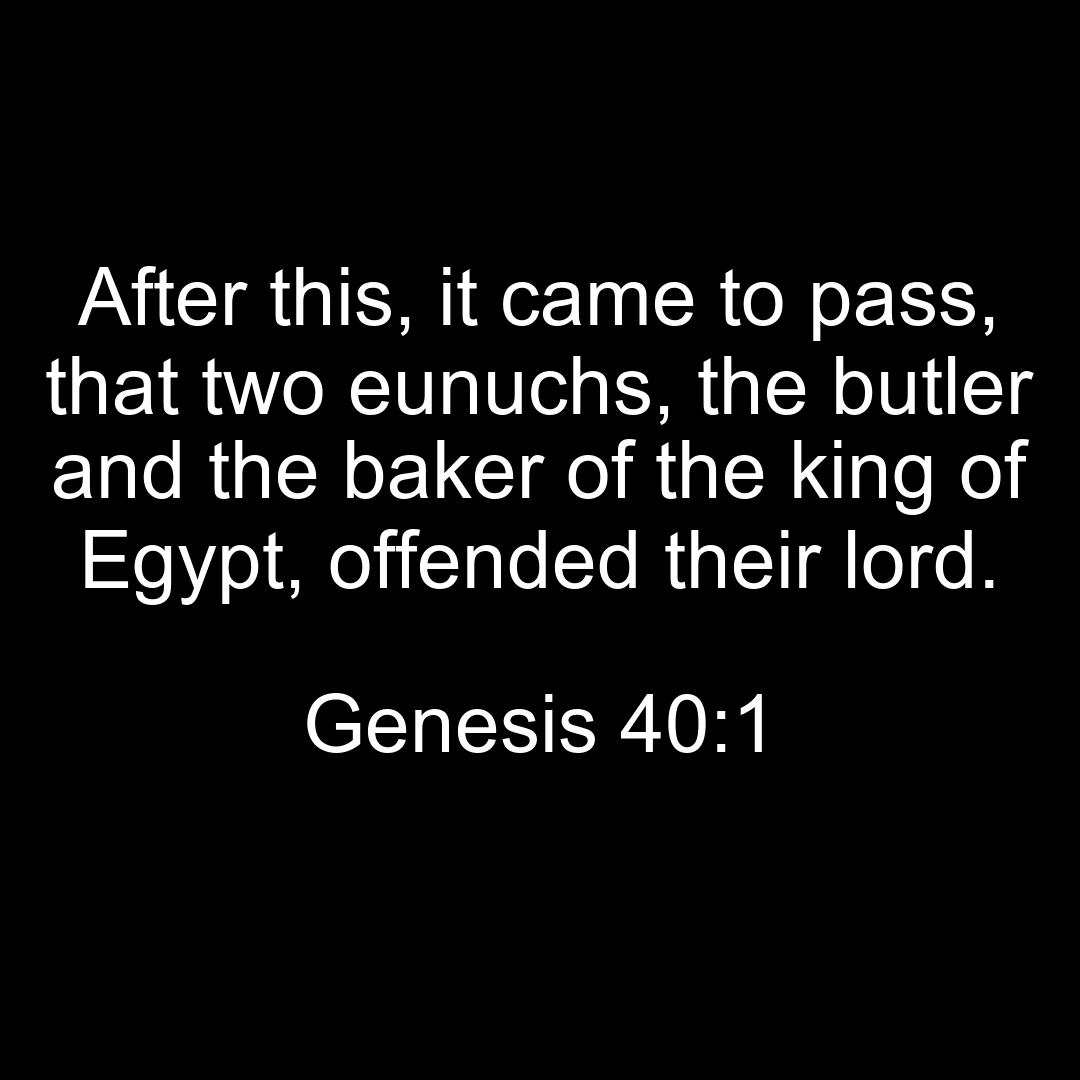 After this, it came to pass,
that two eunuchs, the butler
and the baker of the king of
Egypt, offended their lord.
Genesis 40:1